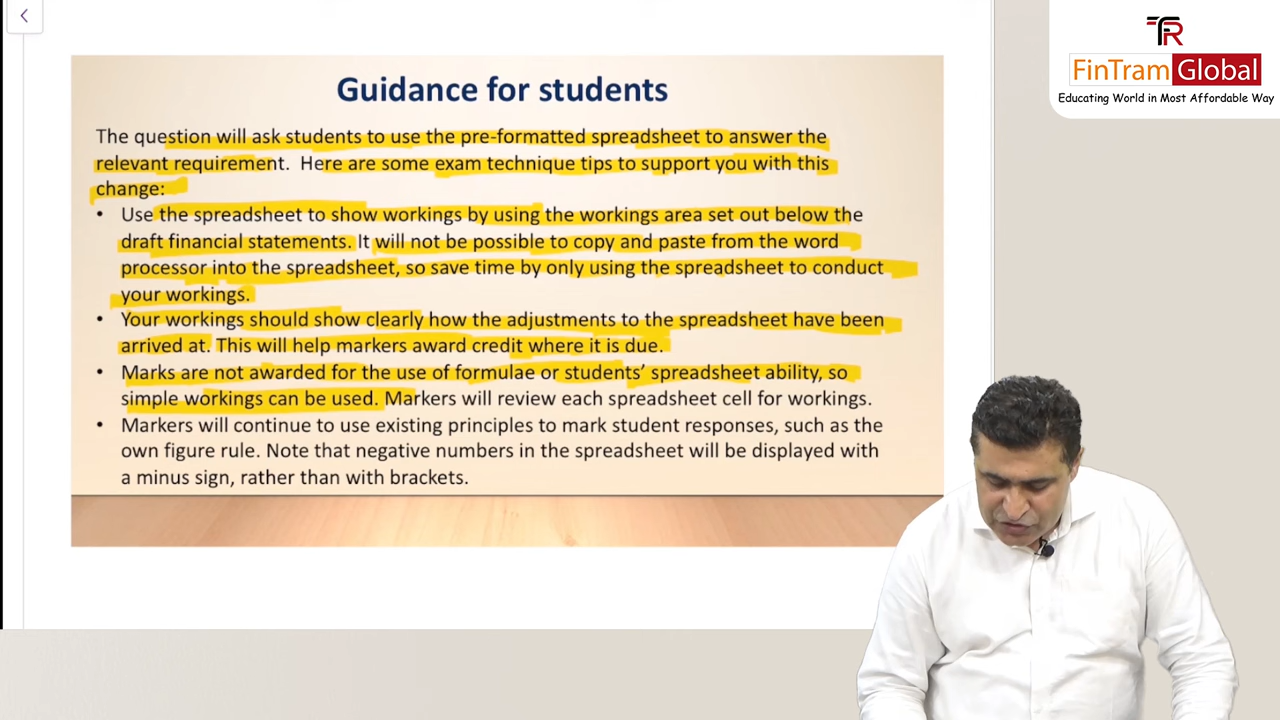 Guidance for students
The question will ask students to use the pre-formatted spreadsheet to answer the
relevant requirement. Here are some exam technique tips to support you with this
change:
• Use the spreadsheet to show workings by using the workings area set out below the
draft financial statements. It will not be possible to copy and paste from the word
processor into the spreadsheet, so save time by only using the spreadsheet to conduct
your workings.
• Your workings should show clearly how the adjustments to the spreadsheet have been
arrived at. This will help markers award credit where it is due.
• Marks are not awarded for the use of formulae or students' spreadsheet ability, so
simple workings can be used. Markers will review each spreadsheet cell for workings.
• Markers will continue to use existing principles to mark student responses, such as the
own figure rule. Note that negative numbers in the spreadsheet will be displayed with
a minus sign, rather than with brackets.
FinTram Global
Educating World in Most Affordable Way